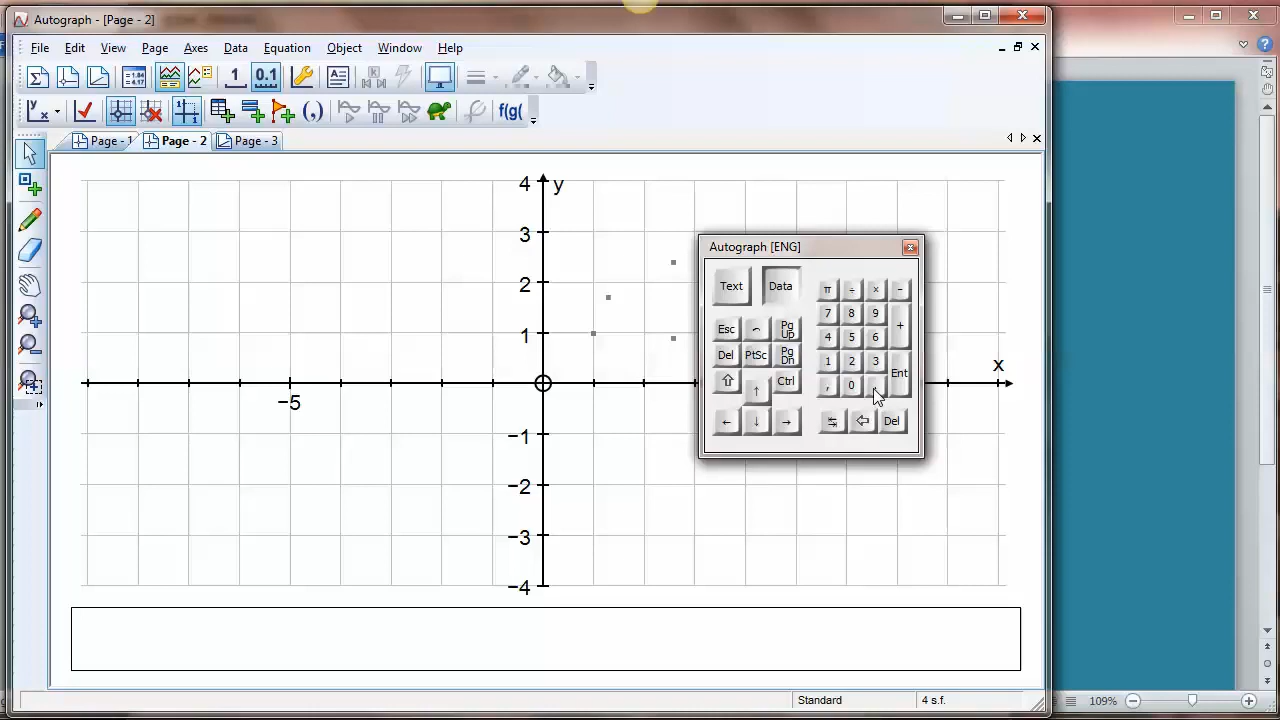 Autograph - [Page - 2]
File Edit View Page Axes Data Equation Object Window Help
1 0.1 A
y x 1 1 (,) f(g(
Page - 1 Page - 2 Page - 3
4 y
3
2
1
x
−5
−1
−2
−3
−4
Autograph [ENG]
Text Data
π ÷ × −
7 8 9
+
Esc Pg Up
4 5 6
Del PtSc Pg Dn
1 2 3
Ent
Ctrl
, 0
Del
Standard 4 s.f.
109%